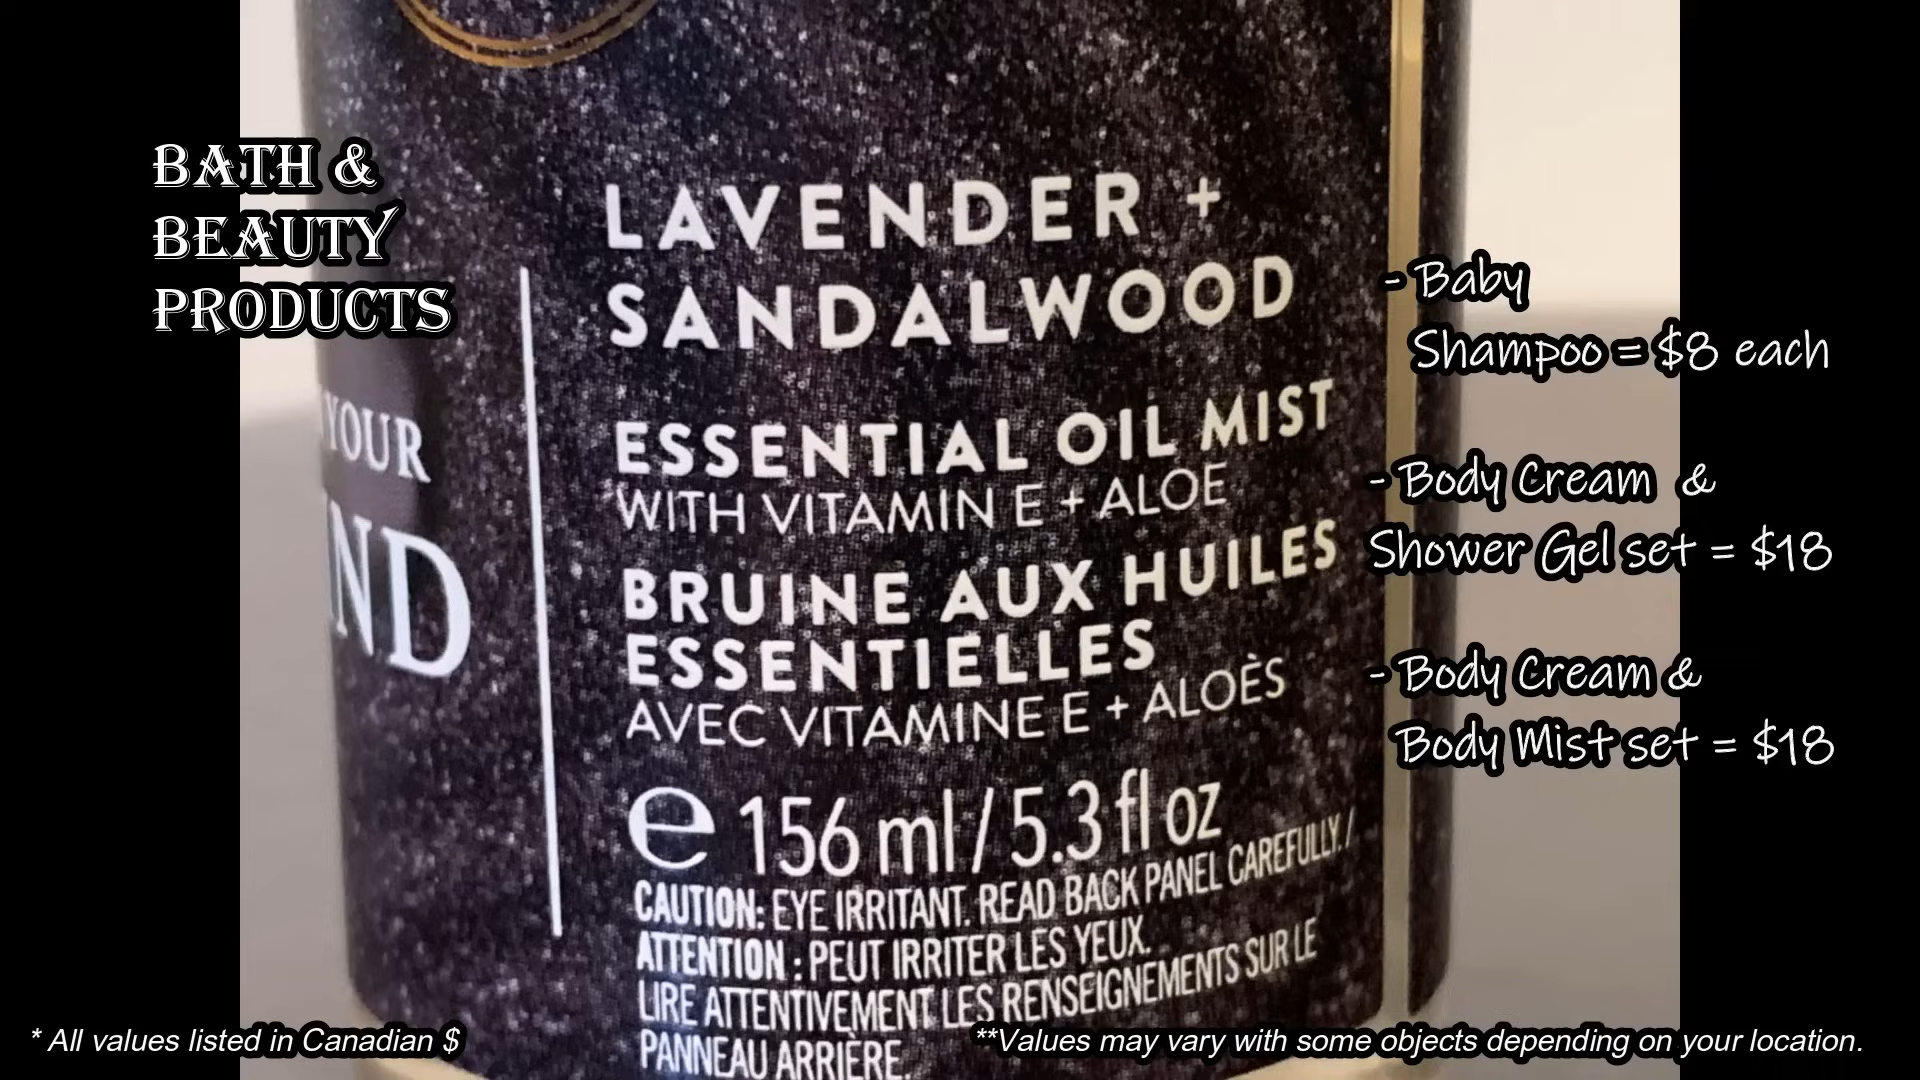 BATH &
BEAUTY
PRODUCTS
YOUR
ND
LAVENDER +
SANDALWOOD
ESSENTIAL OIL MIST
WITH VITAMIN E + ALOE
BRUINE AUX HUILES
ESSENTIELLES
AVEC VITAMINE E + ALOÈS
e 156 ml / 5.3 fl oz
CAUTION: EYE IRRITANT. READ BACK PANEL CAREFULLY. /
ATTENTION : PEUT IRRITER LES YEUX.
LIRE ATTENTIVEMENT LES RENSEIGNEMENTS SUR LE
PANNEAU ARRIÈRE.
- Baby
Shampoo = $8 each
- Body Cream &
Shower Gel set = $18
- Body Cream &
Body Mist set = $18
* All values listed in Canadian $
**Values may vary with some objects depending on your location.